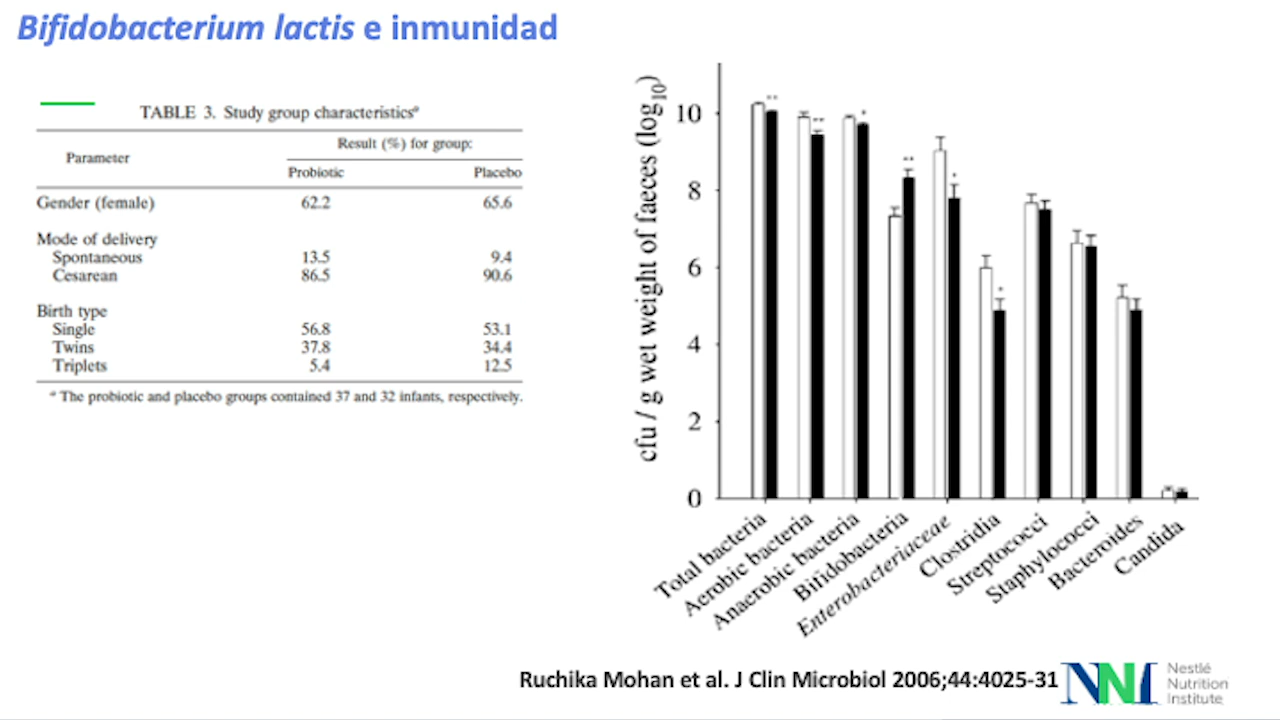 Bifidobacterium lactis e inmunidad
TABLE 3. Study group characteristicsᵃ
Parameter
Result (%) for group:
Probiotic Placebo
Gender (female) 62.2 65.6
Mode of delivery
Spontaneous 13.5 9.4
Cesarean 86.5 90.6
Birth type
Single 56.8 53.1
Twins 37.8 34.4
Triplets 5.4 12.5
ᵃ The probiotic and placebo groups contained 37 and 32 infants, respectively.
cfu / g wet weight of faeces (log₁₀)
10
8
6
4
2
0
** ** * ** * *
Total bacteria
Aerobic bacteria
Anaerobic bacteria
Bifidobacteria
Enterobacteriaceae
Clostridia
Streptococci
Staphylococci
Bacteroides
Candida
Ruchika Mohan et al. J Clin Microbiol 2006;44:4025-31
NNI
Nestlé
Nutrition
Institute